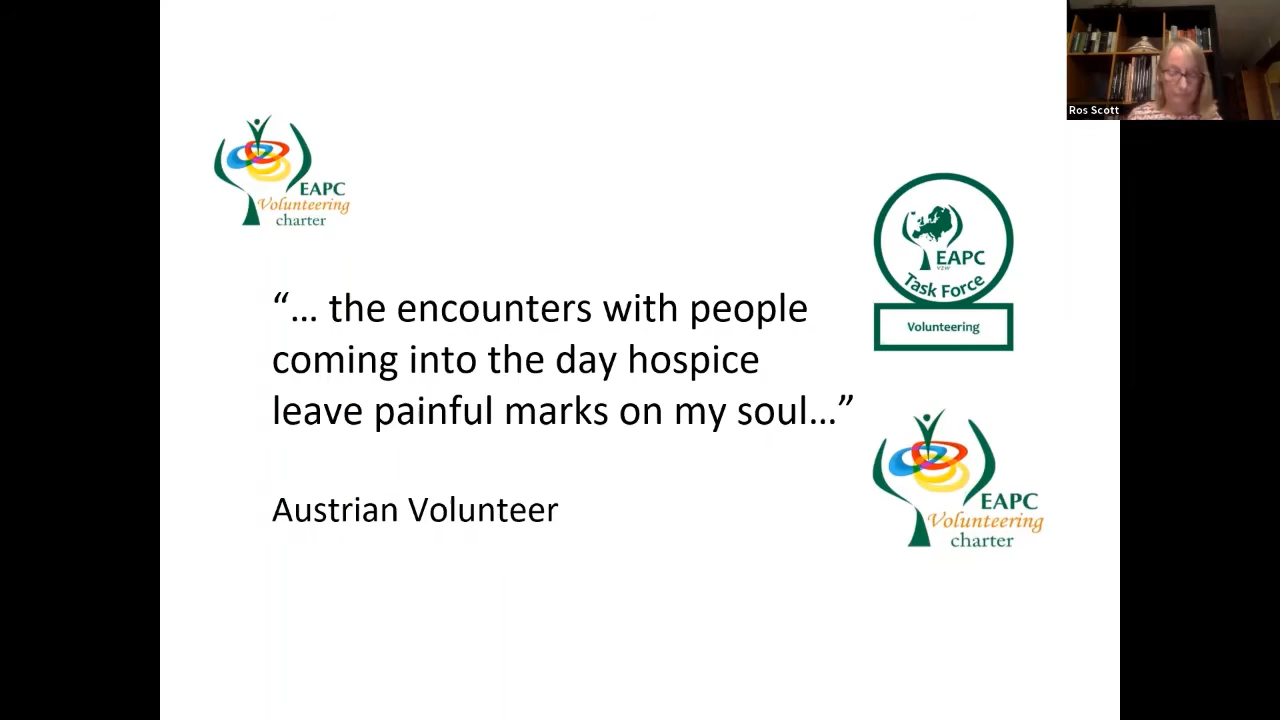 Ros Scott
EAPC
Volunteering
charter
EAPC
VZW
Task Force
Volunteering
“… the encounters with people
coming into the day hospice
leave painful marks on my soul…”
Austrian Volunteer
EAPC
Volunteering
charter